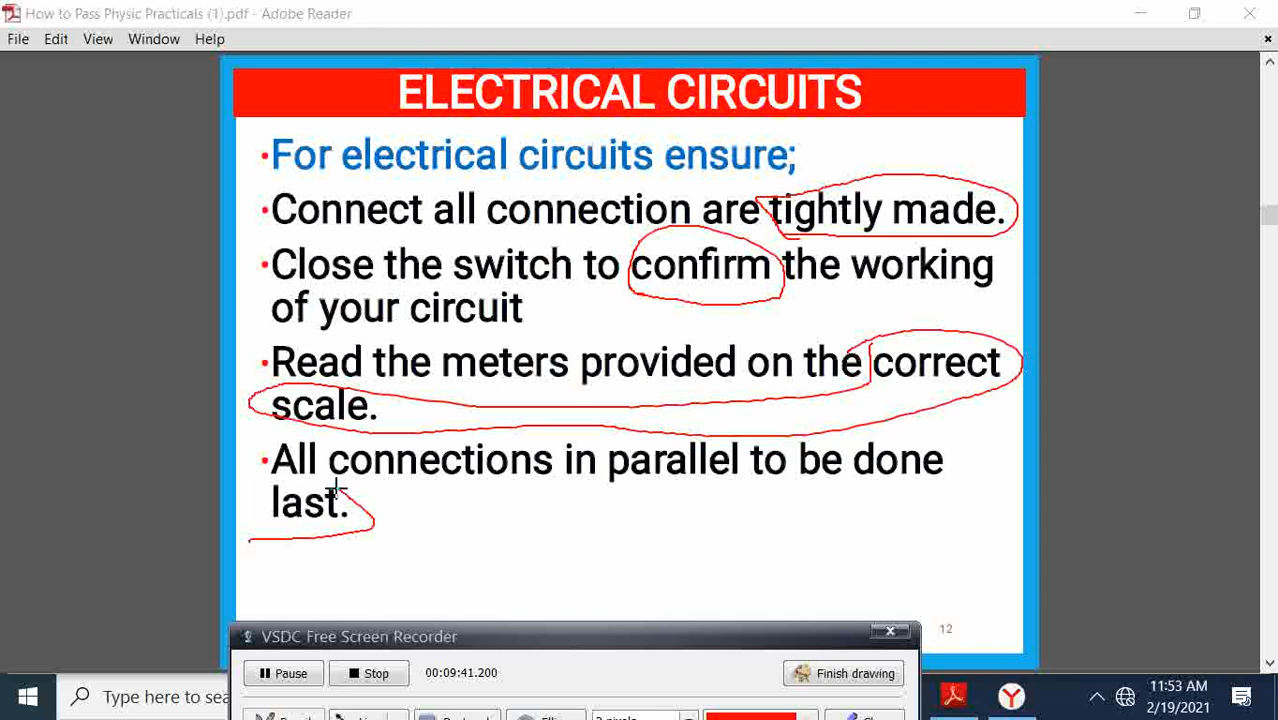 How to Pass Physic Practicals (1).pdf - Adobe Reader
File Edit View Window Help
ELECTRICAL CIRCUITS
•For electrical circuits ensure;
•Connect all connection are tightly made.
•Close the switch to confirm the working
of your circuit
•Read the meters provided on the correct
scale.
•All connections in parallel to be done
last.
12
VSDC Free Screen Recorder
Pause Stop 00:09:41.200 Finish drawing
Type here to sea
11:53 AM
2/19/2021